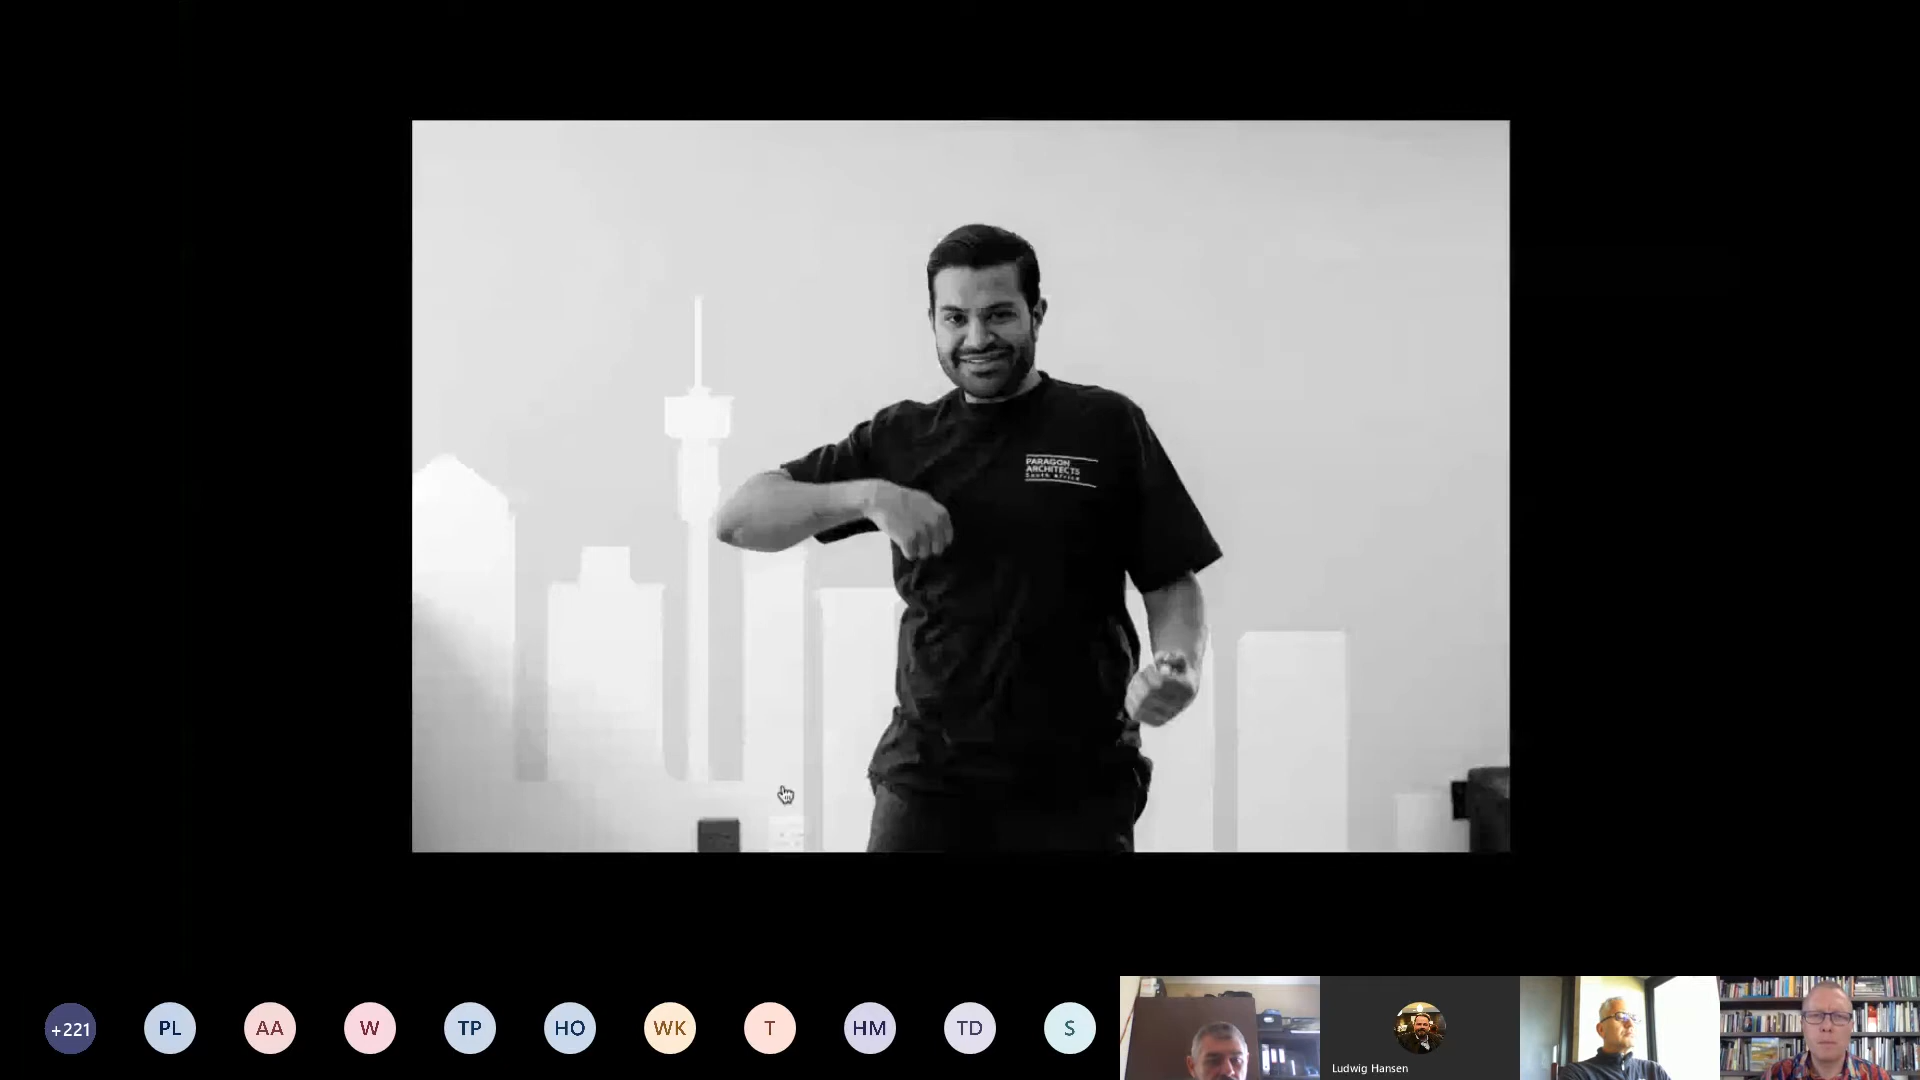 PARAGON
ARCHITECTS
South Africa
+221
PL
AA
W
TP
HO
WK
T
HM
TD
S
Ludwig Hansen